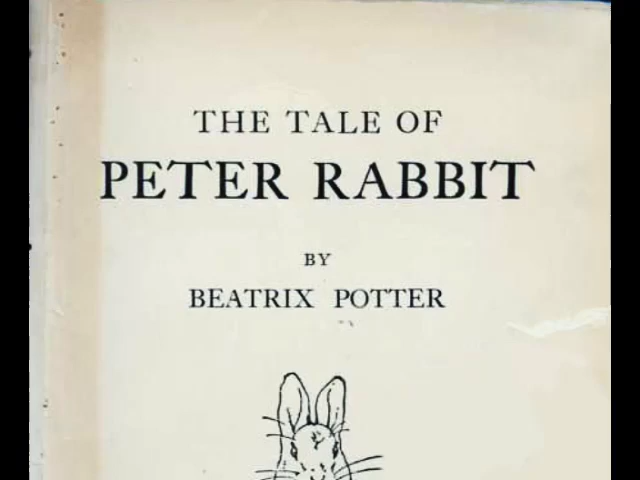 THE TALE OF
PETER RABBIT
BY
BEATRIX POTTER